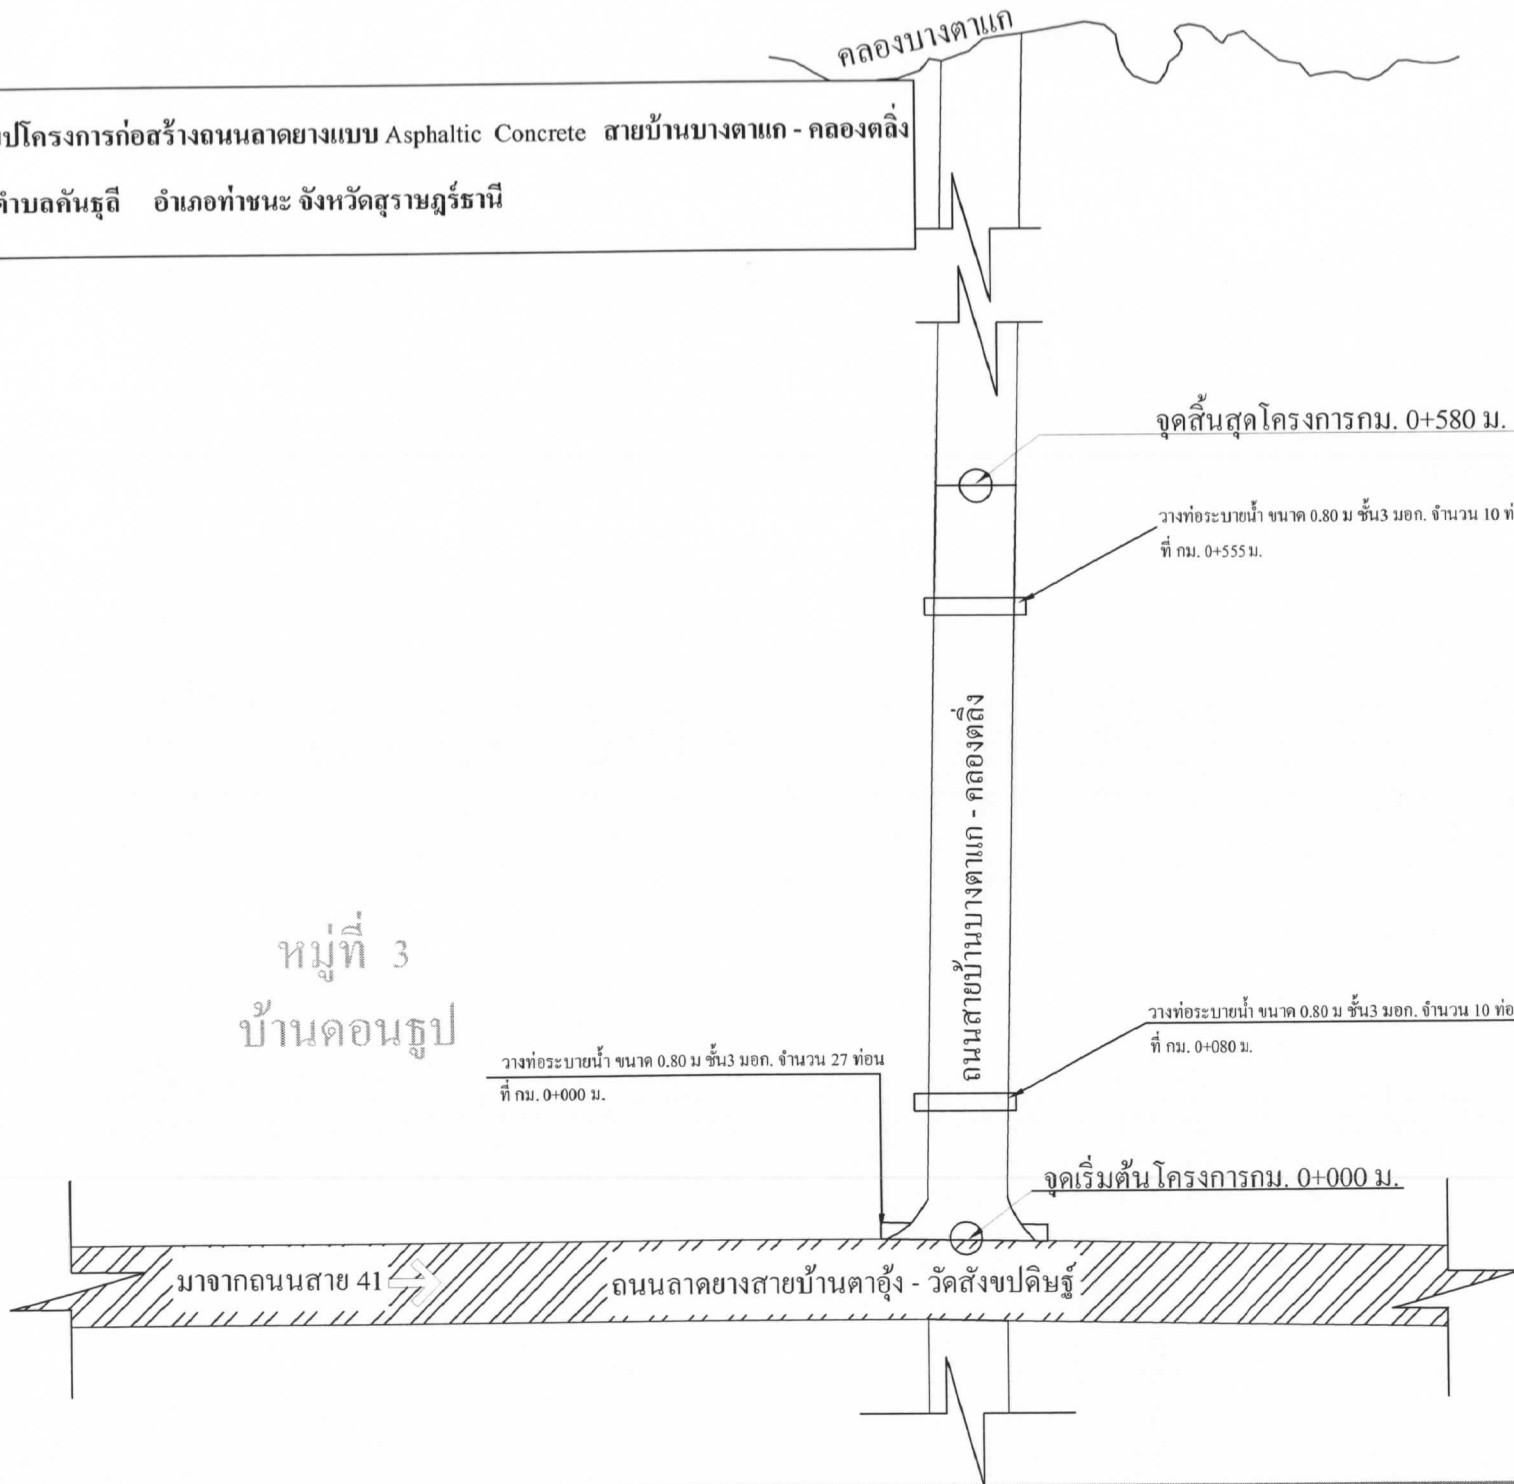 คลองบางตาแก
ปโครงการก่อสร้างถนนลาดยางแบบ Asphaltic Concrete สายบ้านบางตาแก - คลองตลิ่ง
ตำบลคันธุลี อำเภอท่าชนะ จังหวัดสุราษฎร์ธานี
จุดสิ้นสุดโครงการกม. 0+580 ม.
วางท่อระบายน้ำ ขนาด 0.80 ม ชั้น3 มอก. จำนวน 10 ท่
ที่ กม. 0+555 ม.
ถนนสายบ้านบางตาแก - คลองตลิ่ง
หมู่ที่ 3
บ้านดอนธูป
วางท่อระบายน้ำ ขนาด 0.80 ม ชั้น3 มอก. จำนวน 10 ท่อ
ที่ กม. 0+080 ม.
วางท่อระบายน้ำ ขนาด 0.80 ม ชั้น3 มอก. จำนวน 27 ท่อน
ที่ กม. 0+000 ม.
จุดเริ่มต้นโครงการกม. 0+000 ม.
มาจากถนนสาย 41
ถนนลาดยางสายบ้านตาอุ้ง - วัดสังขปดิษฐ์